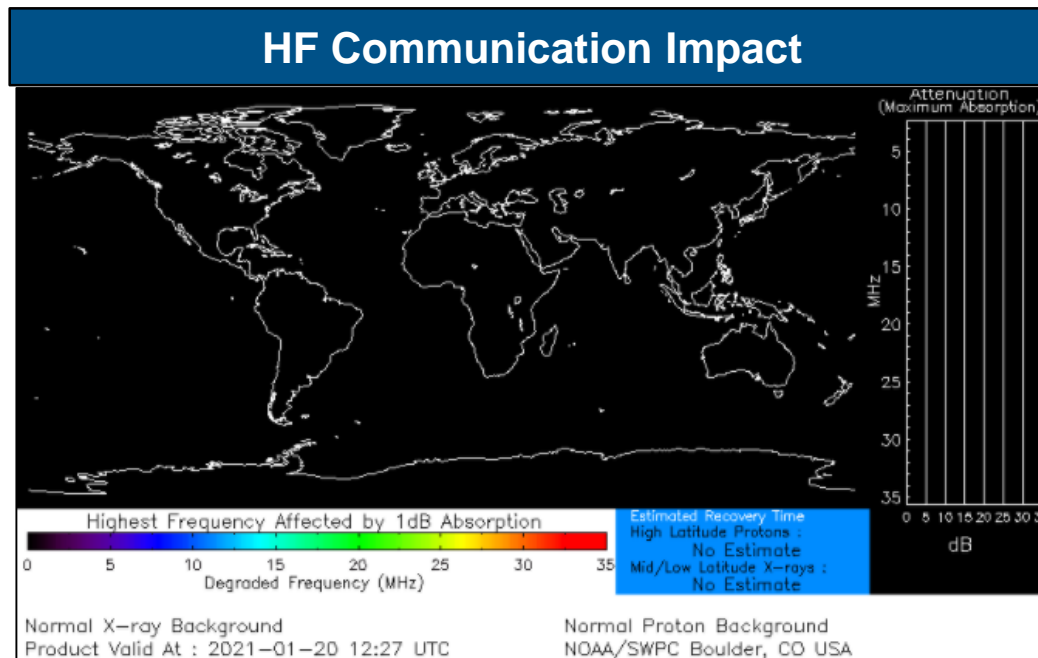 HF Communication Impact
Attenuation
(Maximum Absorption)
5
10
15
20
25
30
35
MHz
0 5 10 15 20 25 30
dB
Highest Frequency Affected by 1dB Absorption
0 5 10 15 20 25 30 35
Degraded Frequency (MHz)
Estimated Recovery Time
High Latitude Protons :
No Estimate
Mid/Low Latitude X-rays :
No Estimate
Normal X-ray Background
Product Valid At : 2021-01-20 12:27 UTC
Normal Proton Background
NOAA/SWPC Boulder, CO USA